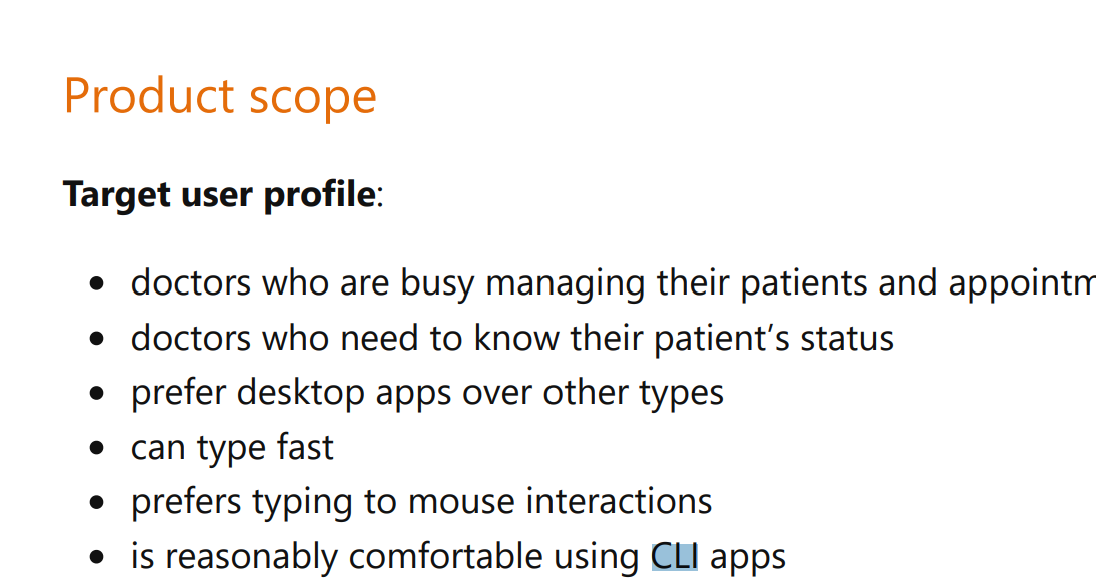 Product scope
Target user profile:
doctors who are busy managing their patients and
doctors who need to know their patient’s status
prefer desktop apps over other types
can type fast
prefers typing to mouse interactions
is reasonably comfortable using CLI apps